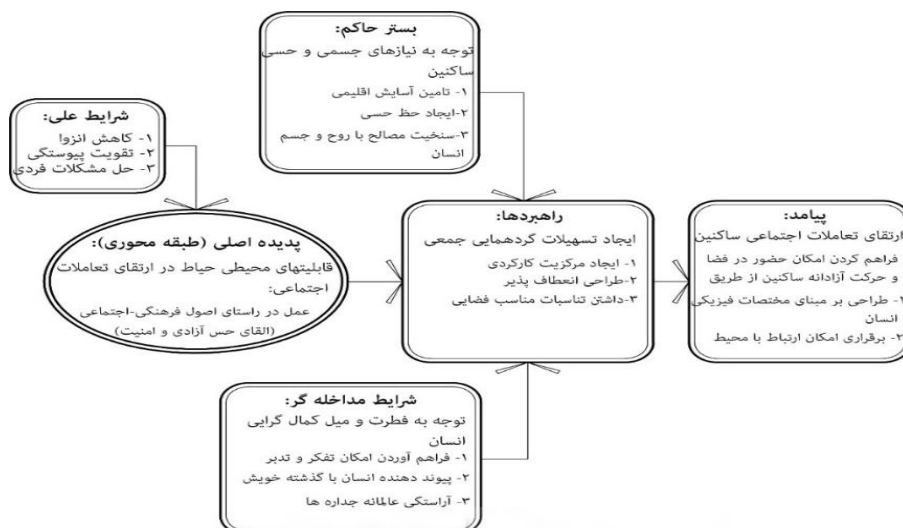 بستر حاکم:
توجه به نیازهای جسمی و حسی
ساکنین
۱- تامین آسایش اقلیمی
۲-ایجاد حظ حسی
۳-سنخیت مصالح با روح و جسم
انسان
شرایط علی:
۱- کاهش انزوا
۲- تقویت پیوستگی
۳- حل مشکلات فردی
پدیده اصلی (طبقه محوری):
قابلیتهای محیطی حیاط در ارتقای تعاملات
اجتماعی:
عمل در راستای اصول فرهنگی-اجتماعی
(القای حس آزادی و امنیت)
راهبردها:
ایجاد تسهیلات گردهمایی جمعی
۱- ایجاد مرکزیت کارکردی
۲-طراحی انعطاف پذیر
۳-داشتن تناسبات مناسب فضایی
پیامد:
ارتقای تعاملات اجتماعی ساکنین
فراهم کردن امکان حضور در فضا
و حرکت آزادانه ساکنین از طریق
۱- طراحی بر مبنای مختصات فیزیکی
انسان
۲- برقراری امکان ارتباط با محیط
شرایط مداخله گر:
توجه به فطرت و میل کمال گرایی
انسان
۱- فراهم آوردن امکان تفکر و تدبر
۲- پیوند دهنده انسان با گذشته خویش
۳- آراستگی عالمانه جداره ها